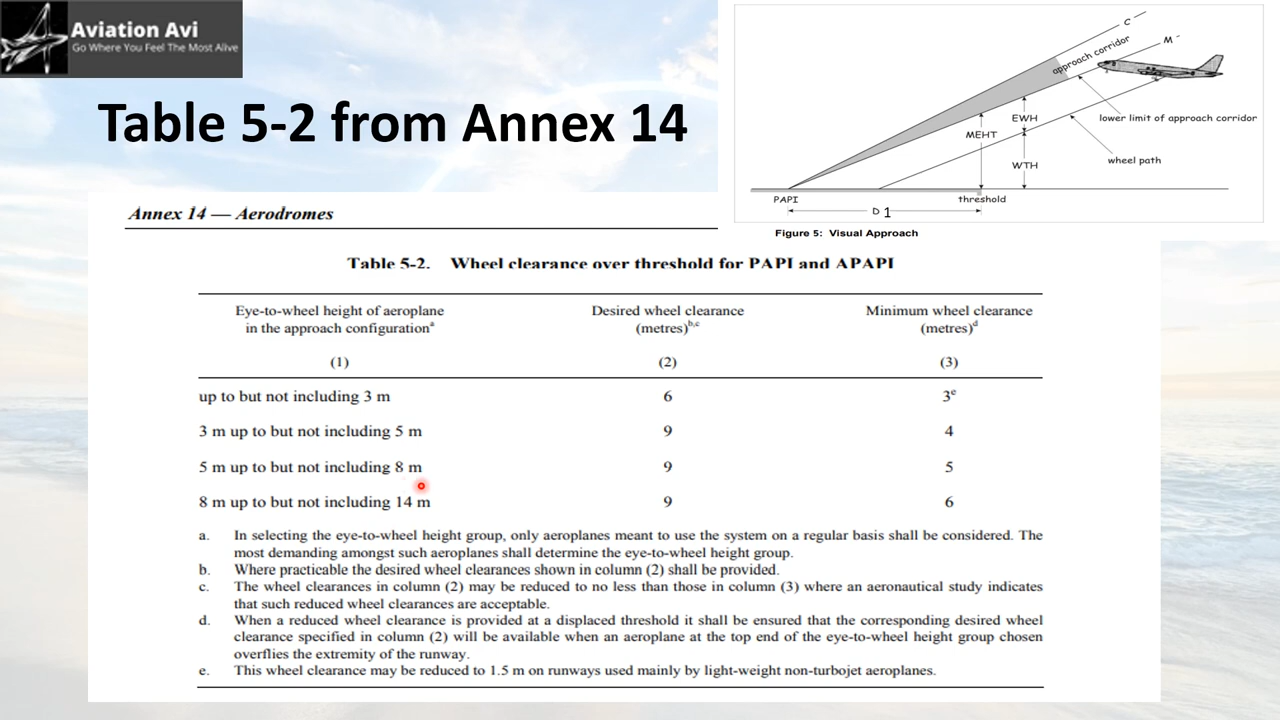 Aviation Avi
Go Where You Feel The Most Alive
Table 5-2 from Annex 14
C
approach corridor
M
EWH
MEHT
lower limit of approach corridor
WTH
wheel path
PAPI
threshold
D 1
Figure 5: Visual Approach
Annex 14 — Aerodromes
Table 5-2. Wheel clearance over threshold for PAPI and APAPI
Eye-to-wheel height of aeroplane Desired wheel clearance Minimum wheel clearance
in the approach configurationᵃ (metres)ᵇ,ᶜ (metres)ᵈ
(1) (2) (3)
up to but not including 3 m 6 3ᵉ
3 m up to but not including 5 m 9 4
5 m up to but not including 8 m 9 5
8 m up to but not including 14 m 9 6
a. In selecting the eye-to-wheel height group, only aeroplanes meant to use the system on a regular basis shall be considered. The
most demanding amongst such aeroplanes shall determine the eye-to-wheel height group.
b. Where practicable the desired wheel clearances shown in column (2) shall be provided.
c. The wheel clearances in column (2) may be reduced to no less than those in column (3) where an aeronautical study indicates
that such reduced wheel clearances are acceptable.
d. When a reduced wheel clearance is provided at a displaced threshold it shall be ensured that the corresponding desired wheel
clearance specified in column (2) will be available when an aeroplane at the top end of the eye-to-wheel height group chosen
overflies the extremity of the runway.
e. This wheel clearance may be reduced to 1.5 m on runways used mainly by light-weight non-turbojet aeroplanes.